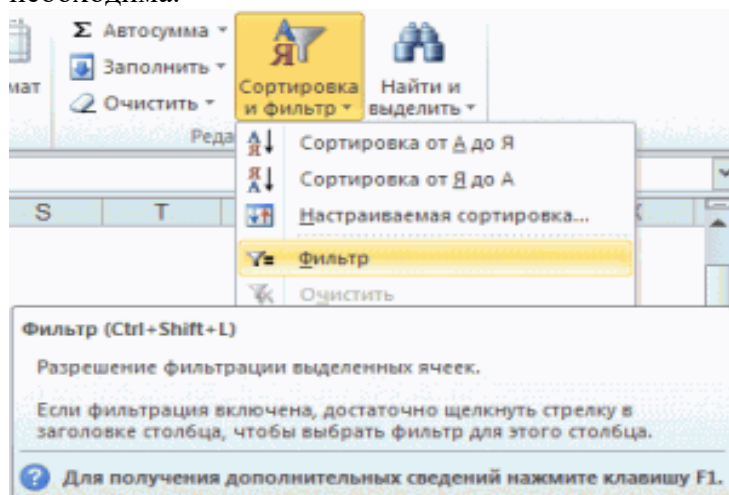 необходима.
Σ Автосумма
Заполнить
Очистить
мат
Сортировка
и фильтр
Найти и
выделить
Реда
Сортировка от А до Я
Сортировка от Я до А
S T
Настраиваемая сортировка...
Фильтр
Очистить
Фильтр (Ctrl+Shift+L)
Разрешение фильтрации выделенных ячеек.
Если фильтрация включена, достаточно щелкнуть стрелку в
заголовке столбца, чтобы выбрать фильтр для этого столбца.
Для получения дополнительных сведений нажмите клавишу F1.